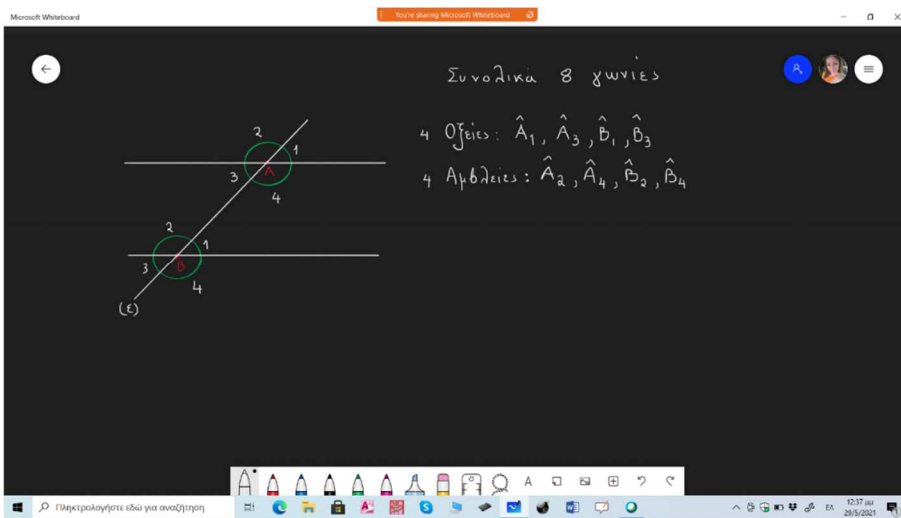 Microsoft Whiteboard
You're sharing Microsoft Whiteboard
Συνολικά 8 γωνίες
4 Οξείες: Â₁, Â₃, B̂₁, B̂₃
4 Αμβλείες: Â₂, Â₄, B̂₂, B̂₄
2
1
A
3
4
2
1
B
3
4
(ε)
Πληκτρολογήστε εδώ για αναζήτηση
ΕΛ
12:37 μμ
29/5/2021